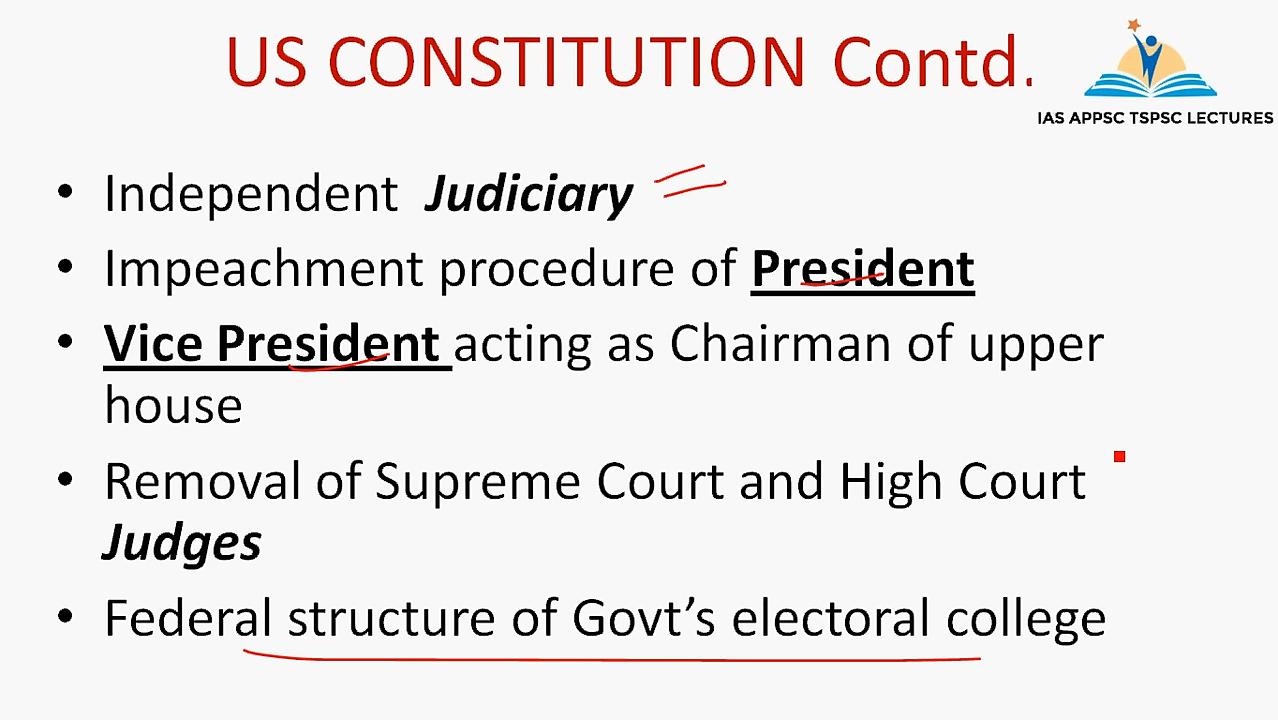 US CONSTITUTION Contd.
IAS APPSC TSPSC LECTURES
• Independent Judiciary
• Impeachment procedure of President
• Vice President acting as Chairman of upper
house
• Removal of Supreme Court and High Court
Judges
• Federal structure of Govt’s electoral college